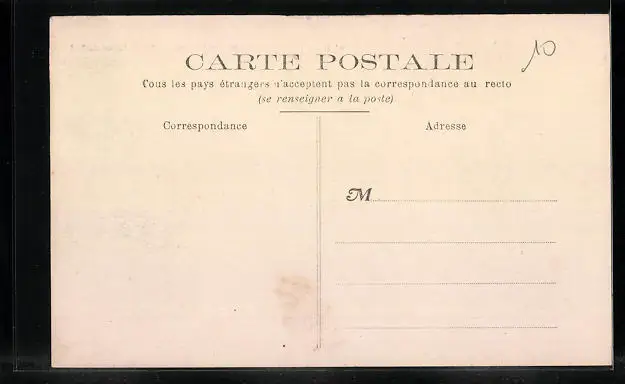 CARTE POSTALE
10
Tous les pays étrangers n'acceptent pas la correspondance au recto
(se renseigner a la poste)
Correspondance
Adresse
M